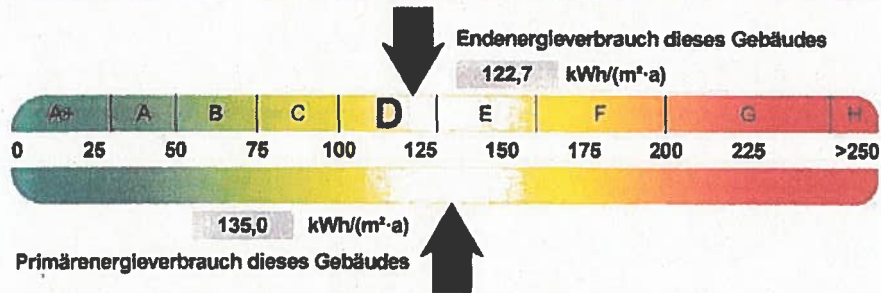 Endenergieverbrauch dieses Gebäudes
122,7 kWh/(m²·a)
A+ A B C D E F G H
0 25 50 75 100 125 150 175 200 225 >250
135,0 kWh/(m²·a)
Primärenergieverbrauch dieses Gebäudes